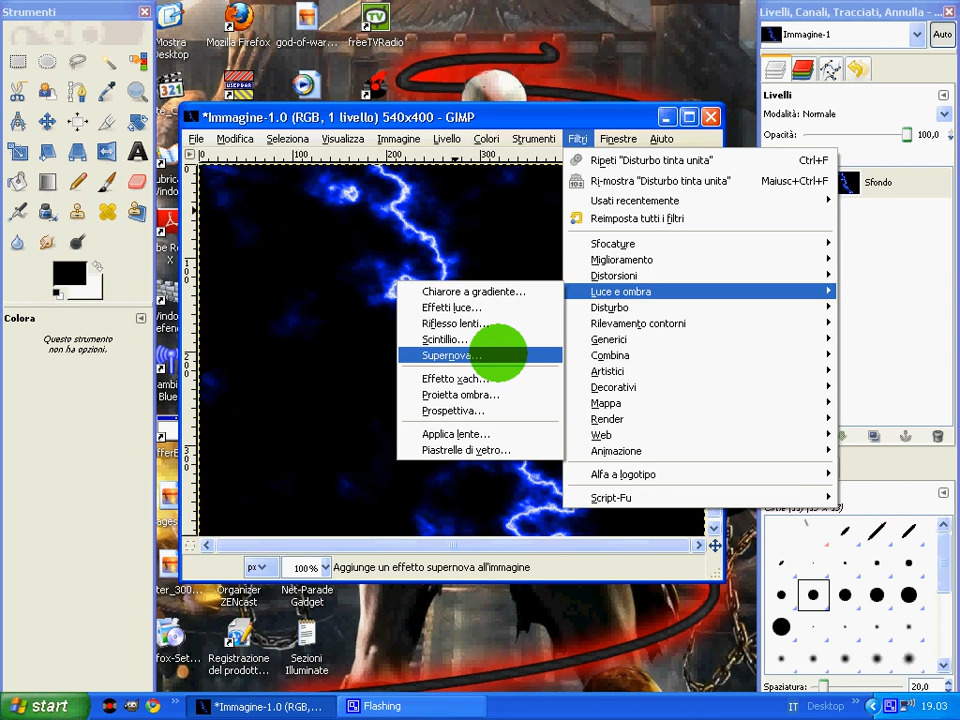 Strumenti
Colora
Questo strumento
non ha opzioni.
Mostra
Desktop
Mozilla Firefox
god-of-war...
freeTVRadio
*Immagine-1.0 (RGB, 1 livello) 540x400 - GIMP
File
Modifica
Seleziona
Visualizza
Immagine
Livello
Colori
Strumenti
Filtri
Finestre
Aiuto
0
100
200
300
Ripeti "Disturbo tinta unita"
Ctrl+F
Ri-mostra "Disturbo tinta unita"
Maiusc+Ctrl+F
Usati recentemente
Reimposta tutti i filtri
Sfocature
Miglioramento
Distorsioni
Luce e ombra
Disturbo
Rilevamento contorni
Generici
Combina
Artistici
Decorativi
Mappa
Render
Web
Animazione
Alfa a logotipo
Script-Fu
Chiarore a gradiente...
Effetti luce...
Riflesso lenti...
Scintillio...
Supernova...
Effetto xach...
Proietta ombra...
Prospettiva...
Applica lente...
Piastrelle di vetro...
px
100%
Aggiunge un effetto supernova all'immagine
Livelli, Canali, Tracciati, Annulla - ...
Immagine-1
Auto
Livelli
Modalità: Normale
Opacità:
100,0
Sfondo
Spaziatura:
20,0
Organizer
ZENcast
Net-Parade
Gadget
fox-Set...
Registrazione
del prodott...
Sezioni
Illuminate
start
*Immagine-1.0 (RGB,...
Flashing
IT
Desktop
19.03